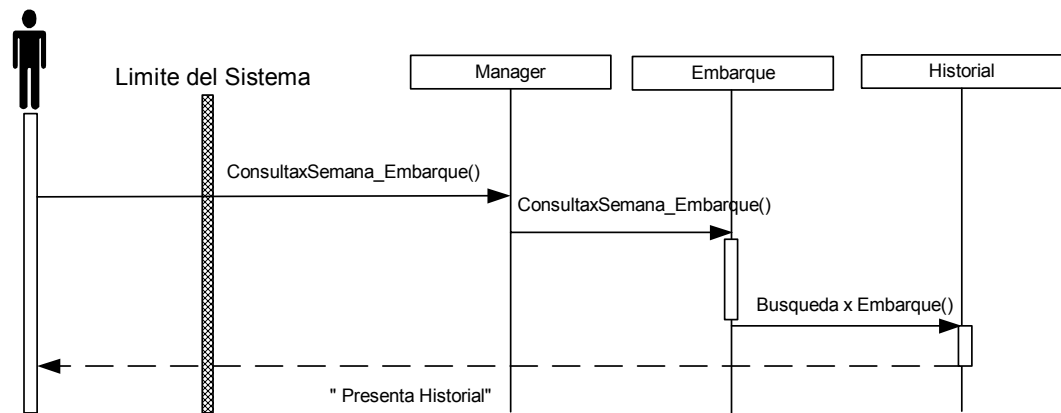 Limite del Sistema
Manager
Embarque
Historial
ConsultaxSemana_Embarque()
ConsultaxSemana_Embarque()
Busqueda x Embarque()
" Presenta Historial"